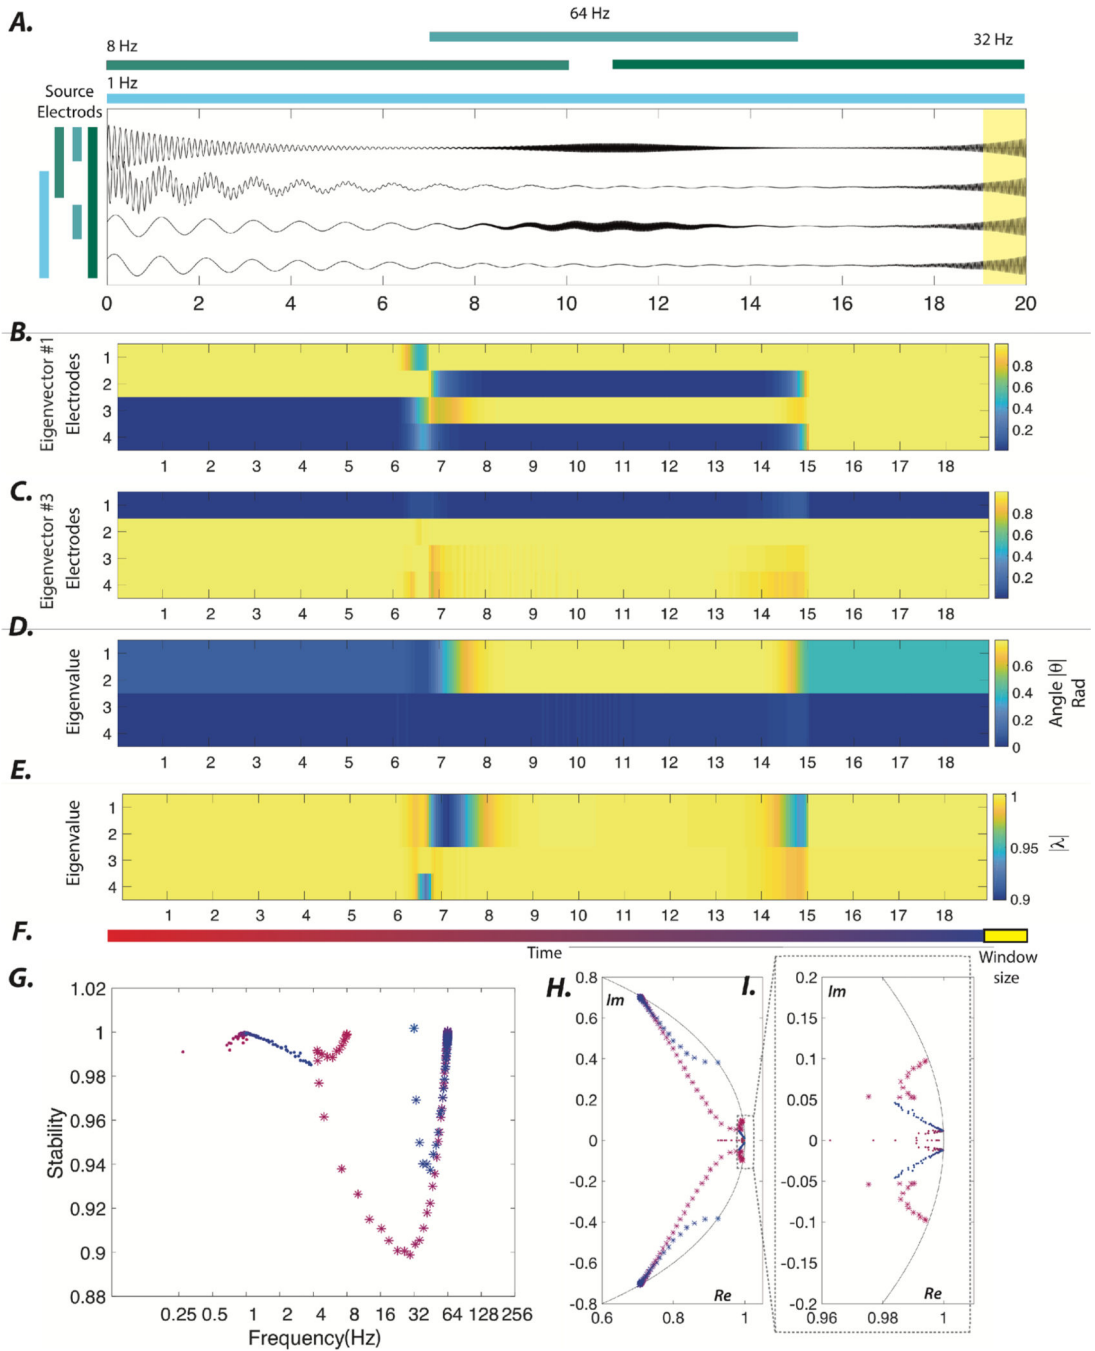 A.
64 Hz
8 Hz
32 Hz
1 Hz
Source
Electrods
0 2 4 6 8 10 12 14 16 18 20
B.
Eigenvector #1
Electrodes
1
2
3
4
0.8
0.6
0.4
0.2
1 2 3 4 5 6 7 8 9 10 11 12 13 14 15 16 17 18
C.
Eigenvector #3
Electrodes
1
2
3
4
0.8
0.6
0.4
0.2
1 2 3 4 5 6 7 8 9 10 11 12 13 14 15 16 17 18
D.
Eigenvalue
1
2
3
4
0.6
0.4
0.2
0
Angle |θ|
Rad
1 2 3 4 5 6 7 8 9 10 11 12 13 14 15 16 17 18
E.
Eigenvalue
1
2
3
4
1
0.95
0.9
|λ|
1 2 3 4 5 6 7 8 9 10 11 12 13 14 15 16 17 18
F.
Time
Window
size
G.
Stability
1.02
1
0.98
0.96
0.94
0.92
0.9
0.88
0.25 0.5 1 2 4 8 16 32 64 128 256
Frequency(Hz)
H.
Im
0.8
0.6
0.4
0.2
0
-0.2
-0.4
-0.6
-0.8
Re
0.6 0.8 1
I.
Im
0.2
0.15
0.1
0.05
0
-0.05
-0.1
-0.15
-0.2
Re
0.96 0.98 1